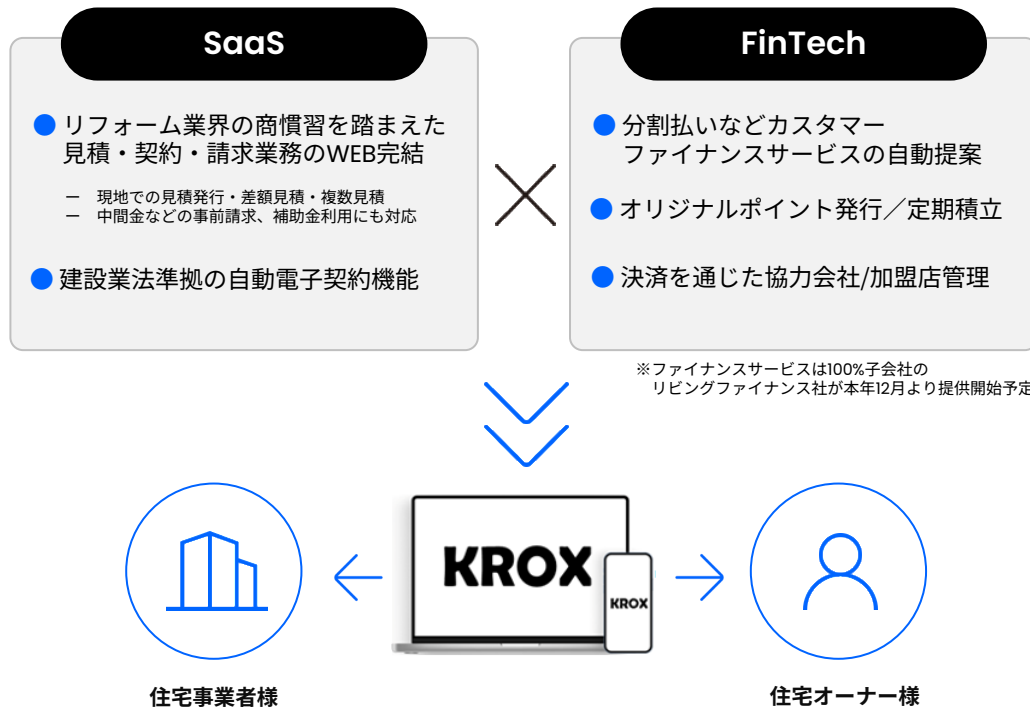 SaaS
● リフォーム業界の商慣習を踏まえた
見積・契約・請求業務のWEB完結
ー 現地での見積発行・差額見積・複数見積
ー 中間金などの事前請求、補助金利用にも対応
● 建設業法準拠の自動電子契約機能
FinTech
● 分割払いなどカスタマー
ファイナンスサービスの自動提案
● オリジナルポイント発行／定期積立
● 決済を通じた協力会社/加盟店管理
※ファイナンスサービスは100%子会社の
リビングファイナンス社が本年12月より提供開始予定
KROX
KROX
住宅事業者様
住宅オーナー様